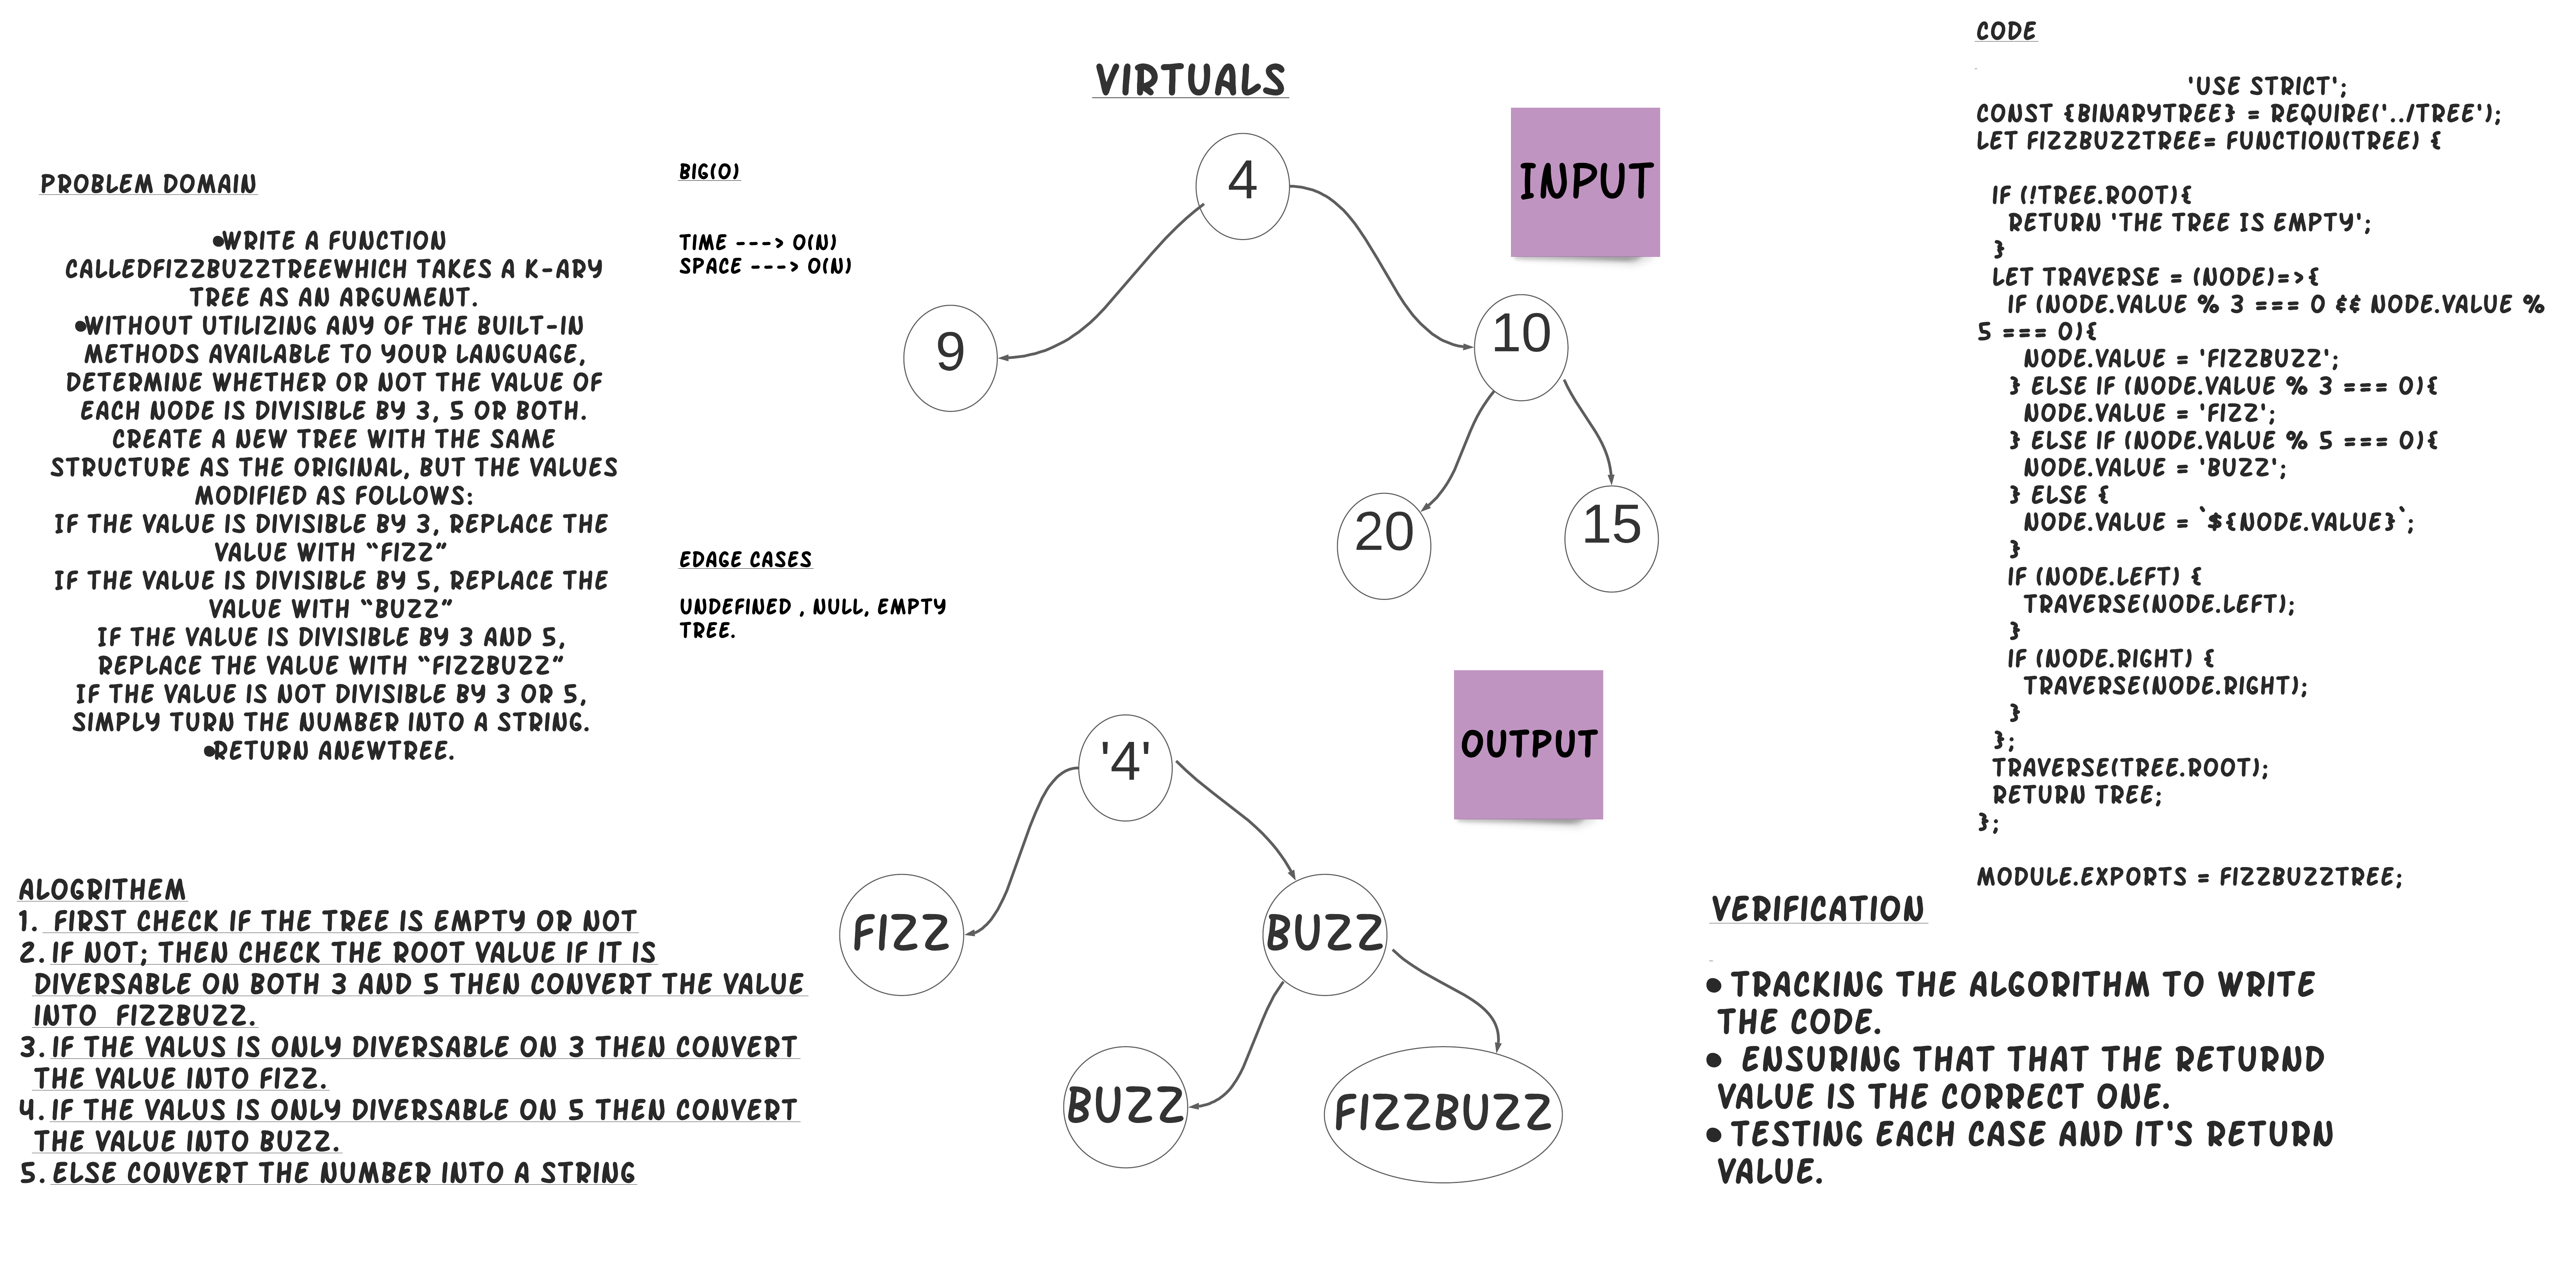 PROBLEM DOMAIN
•WRITE A FUNCTION
CALLEDFIZZBUZZTREEWHICH TAKES A K-ARY
TREE AS AN ARGUMENT.
•WITHOUT UTILIZING ANY OF THE BUILT-IN
METHODS AVAILABLE TO YOUR LANGUAGE,
DETERMINE WHETHER OR NOT THE VALUE OF
EACH NODE IS DIVISIBLE BY 3, 5 OR BOTH.
CREATE A NEW TREE WITH THE SAME
STRUCTURE AS THE ORIGINAL, BUT THE VALUES
MODIFIED AS FOLLOWS:
IF THE VALUE IS DIVISIBLE BY 3, REPLACE THE
VALUE WITH “FIZZ”
IF THE VALUE IS DIVISIBLE BY 5, REPLACE THE
VALUE WITH “BUZZ”
IF THE VALUE IS DIVISIBLE BY 3 AND 5,
REPLACE THE VALUE WITH “FIZZBUZZ”
IF THE VALUE IS NOT DIVISIBLE BY 3 OR 5,
SIMPLY TURN THE NUMBER INTO A STRING.
•RETURN ANEWTREE.
ALOGRITHEM
1. FIRST CHECK IF THE TREE IS EMPTY OR NOT
2. IF NOT; THEN CHECK THE ROOT VALUE IF IT IS
DIVERSABLE ON BOTH 3 AND 5 THEN CONVERT THE VALUE
INTO FIZZBUZZ.
3. IF THE VALUS IS ONLY DIVERSABLE ON 3 THEN CONVERT
THE VALUE INTO FIZZ.
4. IF THE VALUS IS ONLY DIVERSABLE ON 5 THEN CONVERT
THE VALUE INTO BUZZ.
5. ELSE CONVERT THE NUMBER INTO A STRING
BIG(O)
TIME ---> O(N)
SPACE ---> O(N)
EDAGE CASES
UNDEFINED , NULL, EMPTY
TREE.
VIRTUALS
INPUT
4
9
10
20
15
OUTPUT
'4'
FIZZ
BUZZ
BUZZ
FIZZBUZZ
CODE
'USE STRICT';
CONST {BINARYTREE} = REQUIRE('../TREE');
LET FIZZBUZZTREE= FUNCTION(TREE) {
IF (!TREE.ROOT){
RETURN 'THE TREE IS EMPTY';
}
LET TRAVERSE = (NODE)=>{
IF (NODE.VALUE % 3 === 0 && NODE.VALUE %
5 === 0){
NODE.VALUE = 'FIZZBUZZ';
} ELSE IF (NODE.VALUE % 3 === 0){
NODE.VALUE = 'FIZZ';
} ELSE IF (NODE.VALUE % 5 === 0){
NODE.VALUE = 'BUZZ';
} ELSE {
NODE.VALUE = `${NODE.VALUE}`;
}
IF (NODE.LEFT) {
TRAVERSE(NODE.LEFT);
}
IF (NODE.RIGHT) {
TRAVERSE(NODE.RIGHT);
}
};
TRAVERSE(TREE.ROOT);
RETURN TREE;
};
MODULE.EXPORTS = FIZZBUZZTREE;
VERIFICATION
• TRACKING THE ALGORITHM TO WRITE
THE CODE.
• ENSURING THAT THAT THE RETURND
VALUE IS THE CORRECT ONE.
• TESTING EACH CASE AND IT'S RETURN
VALUE.